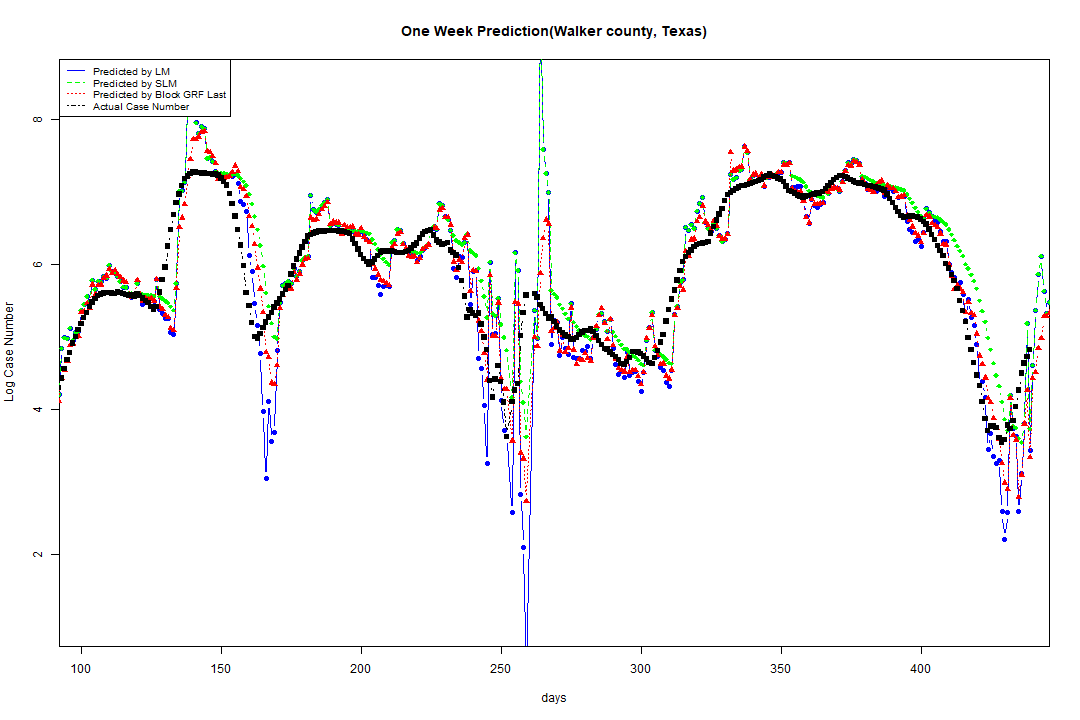 One Week Prediction(Walker county, Texas)
Predicted by LM
Predicted by SLM
Predicted by Block GRF Last
Actual Case Number
8
6
4
2
Log Case Number
100 150 200 250 300 350 400
days